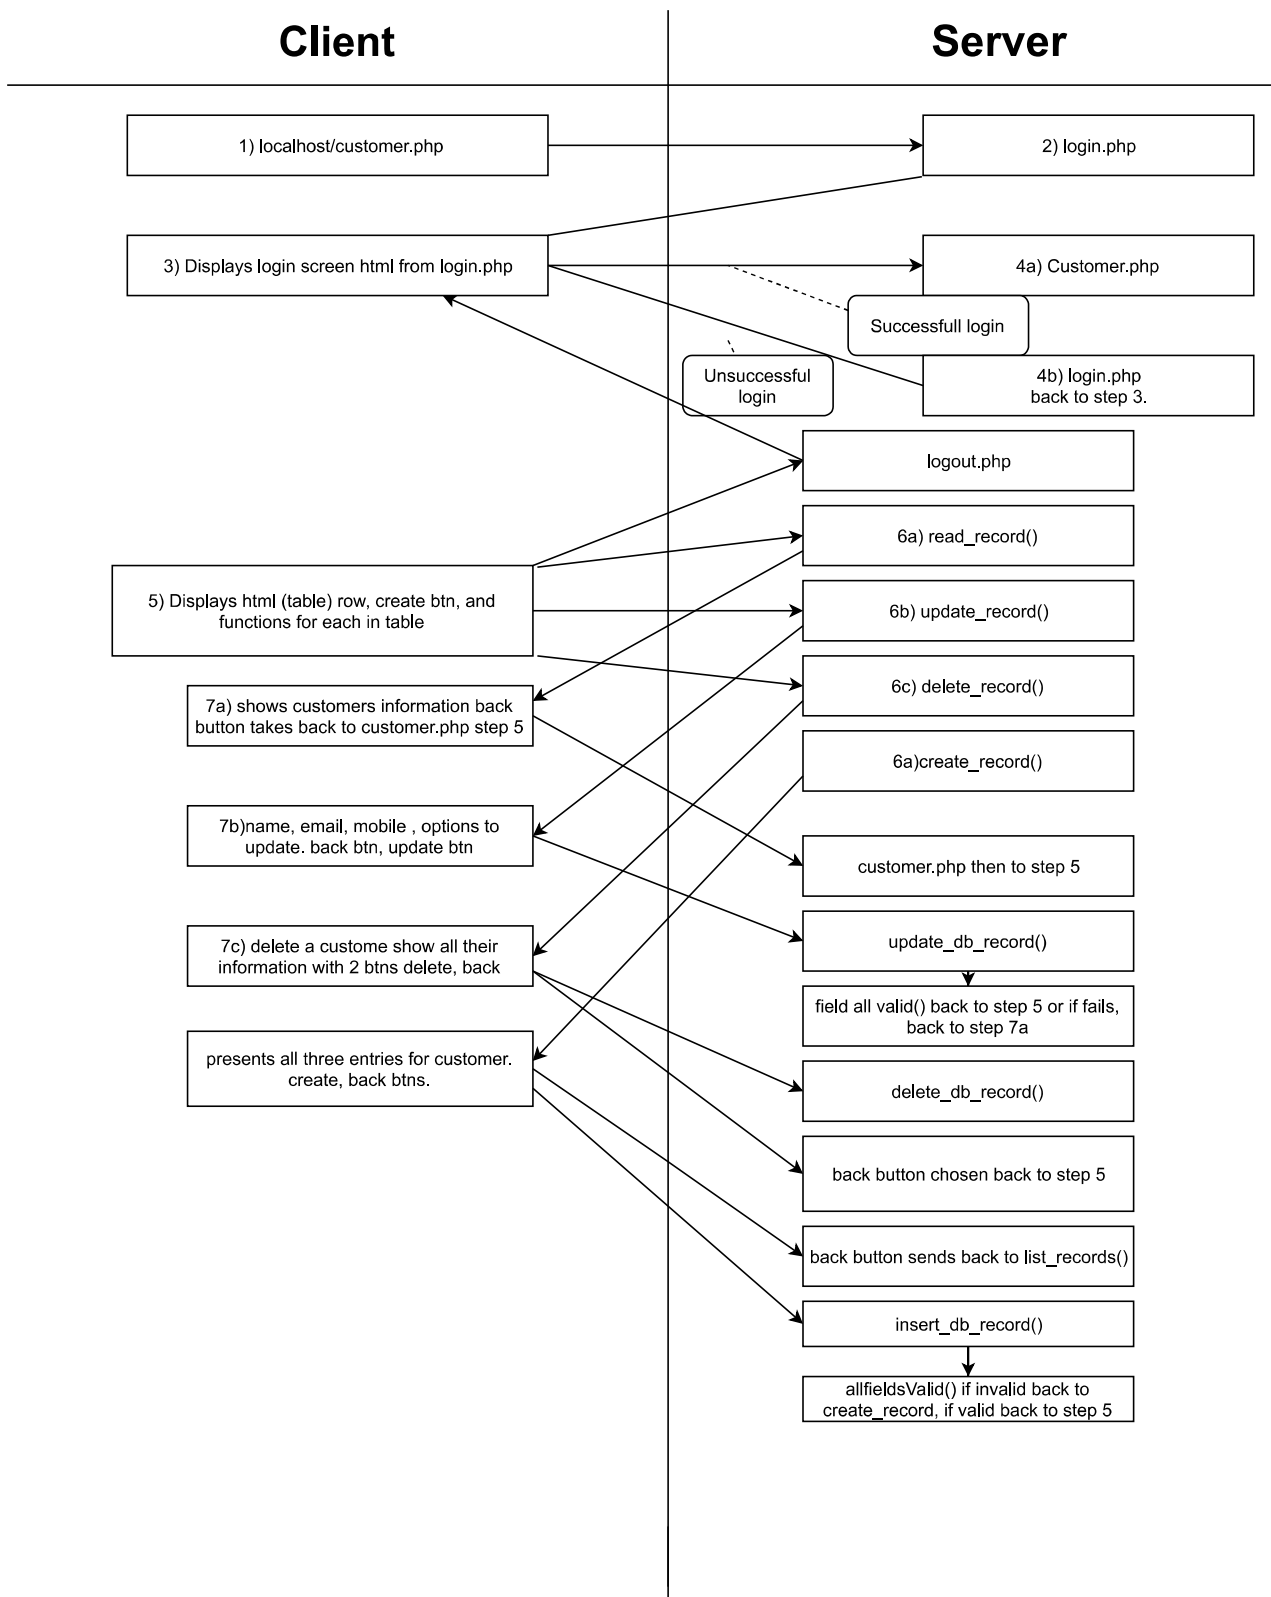 Client
Server
1) localhost/customer.php
2) login.php
3) Displays login screen html from login.php
4a) Customer.php
Successfull login
Unsuccessful
login
4b) login.php
back to step 3.
logout.php
6a) read_record()
5) Displays html (table) row, create btn, and
functions for each in table
6b) update_record()
6c) delete_record()
7a) shows customers information back
button takes back to customer.php step 5
6a)create_record()
7b)name, email, mobile , options to
update. back btn, update btn
customer.php then to step 5
7c) delete a custome show all their
information with 2 btns delete, back
update_db_record()
field all valid() back to step 5 or if fails,
back to step 7a
presents all three entries for customer.
create, back btns.
delete_db_record()
back button chosen back to step 5
back button sends back to list_records()
insert_db_record()
allfieldsValid() if invalid back to
create_record, if valid back to step 5